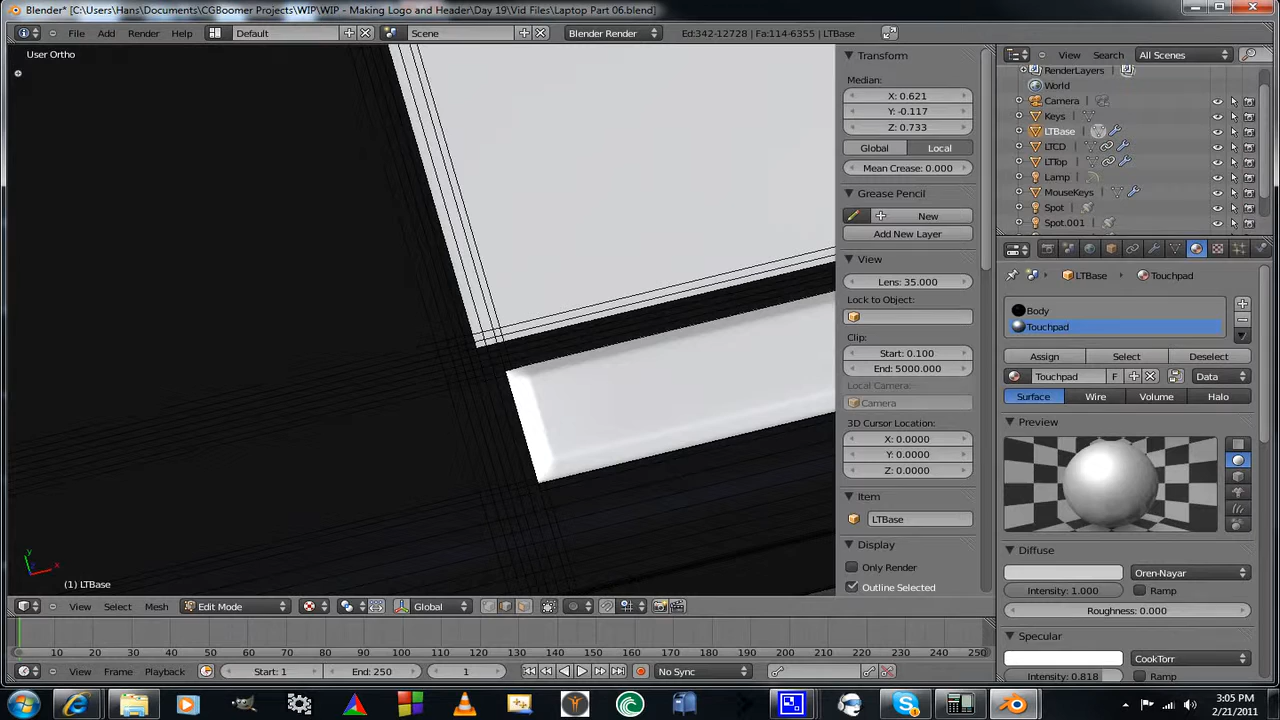 Blender* [C:\Users\Hans\Documents\CGBoomer Projects\WIP\WIP - Making Logo and Header\Day 19\Vid Files\Laptop Part 06.blend]
File Add Render Help Default Scene Blender Render Ed:342-12728 | Fa:114-6355 | LTBase
View Search All Scenes
User Ortho
Transform
Median:
X: 0.621
Y: -0.117
Z: 0.733
Global Local
Mean Crease: 0.000
Grease Pencil
New
Add New Layer
View
Lens: 35.000
Lock to Object:
Clip:
Start: 0.100
End: 5000.000
Local Camera:
Camera
3D Cursor Location:
X: 0.0000
Y: 0.0000
Z: 0.0000
Item
LTBase
Display
Only Render
Outline Selected
RenderLayers
World
Camera
Keys
LTBase
LTCD
LTTop
Lamp
MouseKeys
Spot
Spot.001
LTBase Touchpad
Body
Touchpad
Assign Select Deselect
Touchpad F Data
Surface Wire Volume Halo
Preview
Diffuse
Oren-Nayar
Intensity: 1.000 Ramp
Roughness: 0.000
Specular
CookTorr
Intensity: 0.818 Ramp
y
x
(1) LTBase
View Select Mesh Edit Mode Global
10 20 30 40 50 60 70 80 90 100 110 120 130 140 150 160 170 180 190 200 210 220 230 240 250
View Frame Playback Start: 1 End: 250 1 No Sync
3:05 PM
2/21/2011